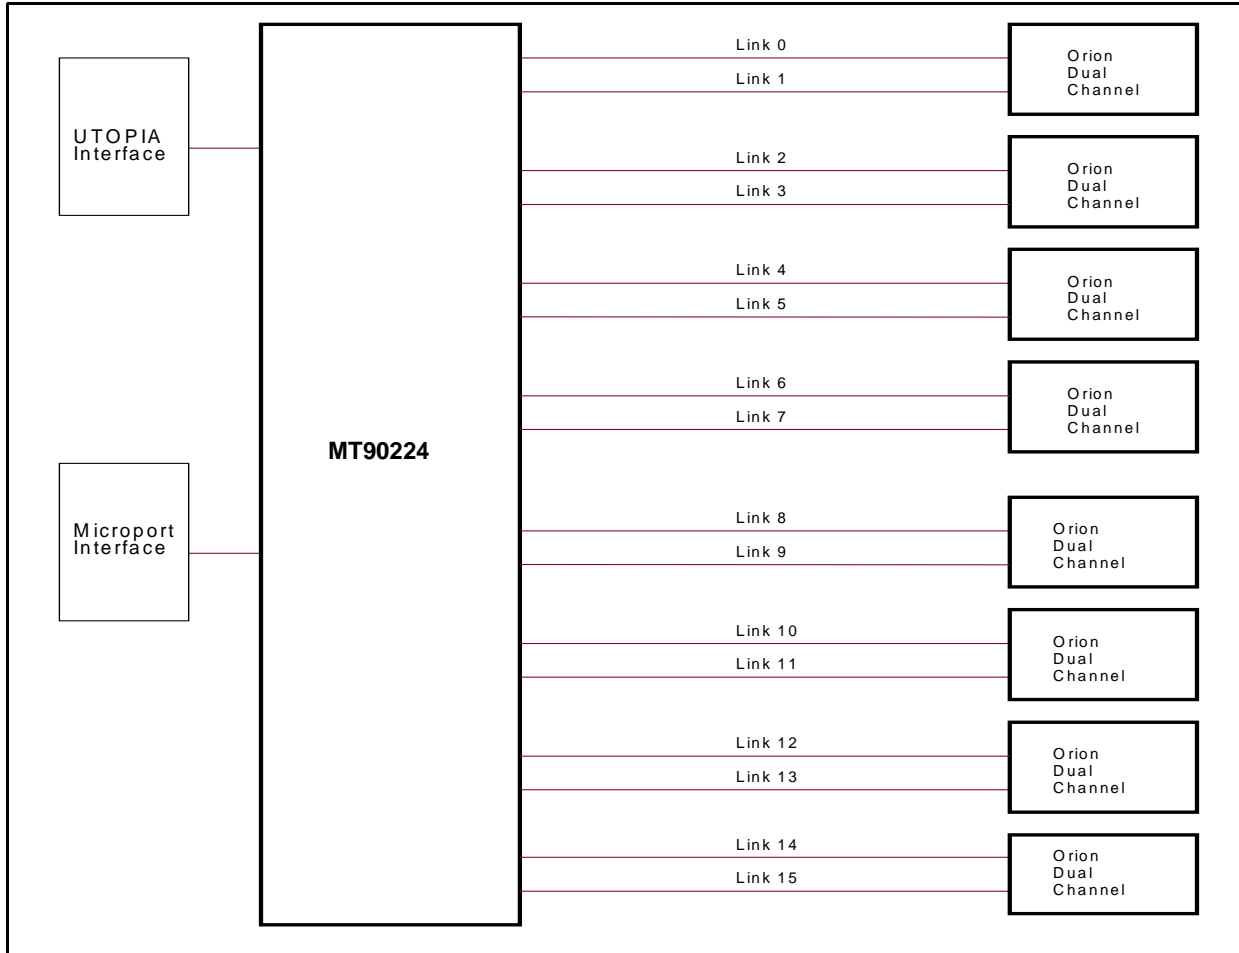 UTOPIA
Interface
Microport
Interface
MT90224
Link 0
Link 1
Orion
Dual
Channel
Link 2
Link 3
Orion
Dual
Channel
Link 4
Link 5
Orion
Dual
Channel
Link 6
Link 7
Orion
Dual
Channel
Link 8
Link 9
Orion
Dual
Channel
Link 10
Link 11
Orion
Dual
Channel
Link 12
Link 13
Orion
Dual
Channel
Link 14
Link 15
Orion
Dual
Channel